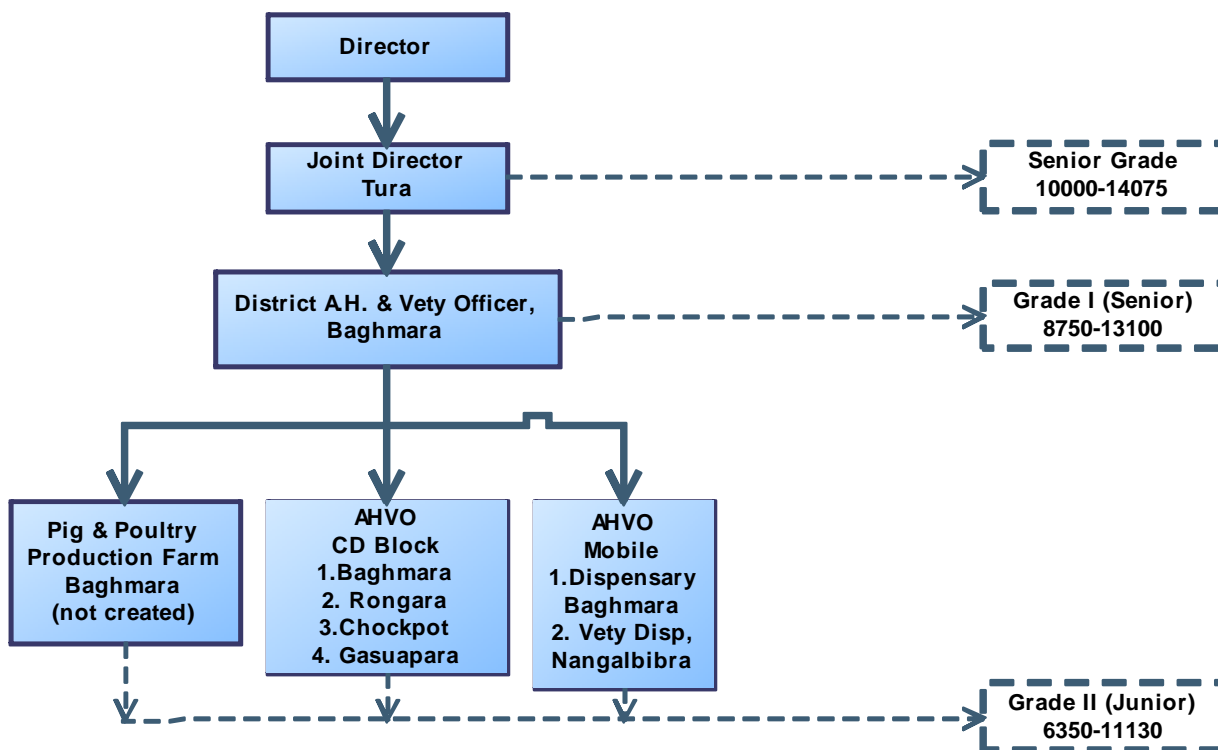 Director
Joint Director
Tura
Senior Grade
10000-14075
District A.H. & Vety Officer,
Baghmara
Grade I (Senior)
8750-13100
Pig & Poultry
Production Farm
Baghmara
(not created)
AHVO
CD Block
1.Baghmara
2. Rongara
3.Chockpot
4. Gasuapara
AHVO
Mobile
1.Dispensary
Baghmara
2. Vety Disp,
Nangalbibra
Grade II (Junior)
6350-11130